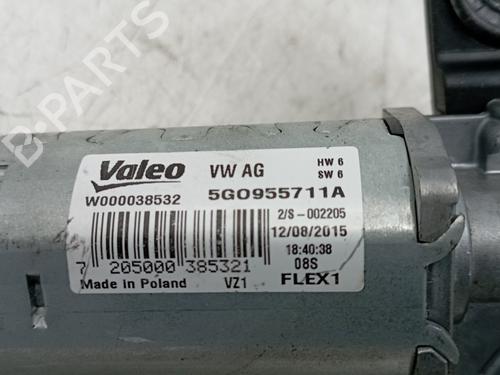 B-PARTS
Valeo VW AG HW 6
SW 6
W000038532 5G0955711A
2/S-002205
12/08/2015
18:40:38
7 205000 385321 08S
Made in Poland VZ1 FLEX1